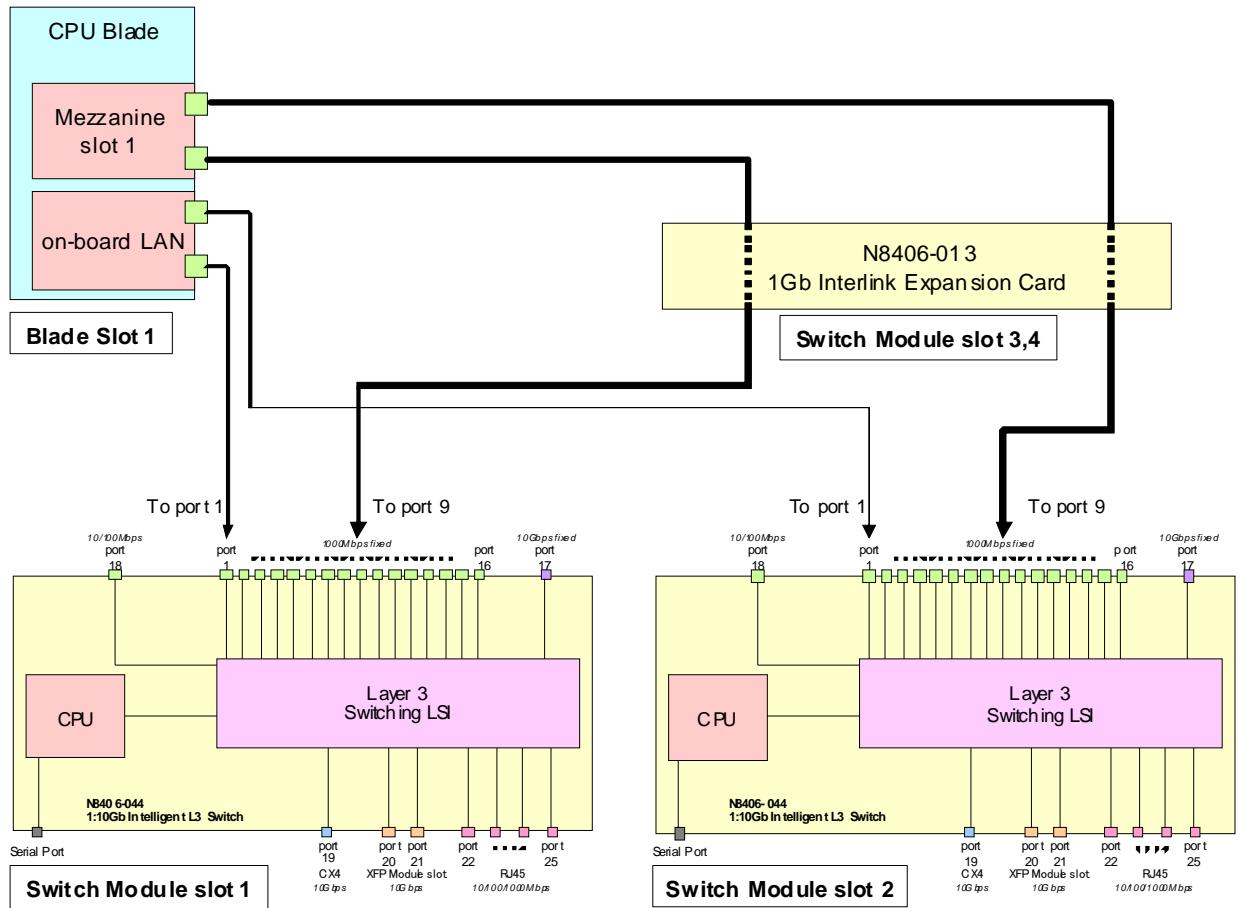 CPU Blade
Mezzanine
slot 1
on-board LAN
Blade Slot 1
N8406-013
1Gb Interlink Expansion Card
Switch Module slot 3,4
To port 1
To port 9
To port 1
To port 9
10/100Mbps
port
18
port
1
1000Mbps fixed
port
16
10Gbps fixed
port
17
CPU
Layer 3
Switching LSI
N8406-044
1:10Gb Intelligent L3 Switch
Serial Port
port
19
CX4
10Gbps
port
20
port
21
XFP Module slot
10Gbps
port
22
RJ45
10/100/1000Mbps
port
25
Switch Module slot 1
10/100Mbps
port
18
port
1
1000Mbps fixed
port
16
10Gbps fixed
port
17
CPU
Layer 3
Switching LSI
N8406-044
1:10Gb Intelligent L3 Switch
Serial Port
port
19
CX4
10Gbps
port
20
port
21
XFP Module slot
10Gbps
port
22
RJ45
10/100/1000Mbps
port
25
Switch Module slot 2